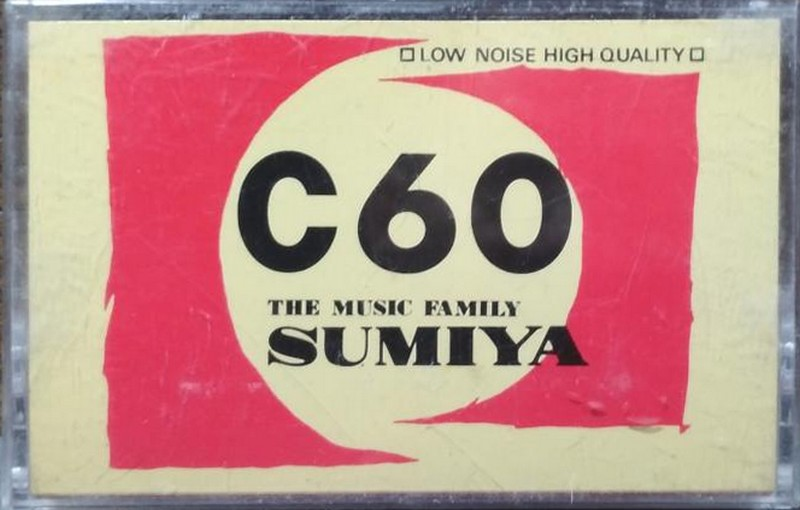 □LOW NOISE HIGH QUALITY□
C60
THE MUSIC FAMILY
SUMIYA